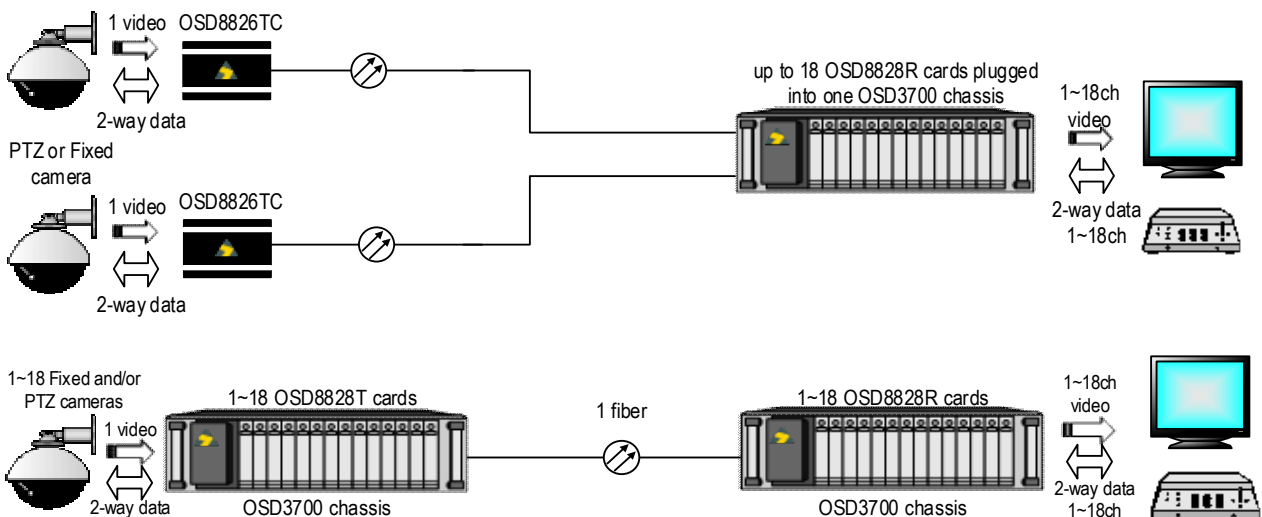 1 video
OSD8826TC
2-way data
up to 18 OSD8828R cards plugged
into one OSD3700 chassis
1~18ch
video
2-way data
1~18ch
PTZ or Fixed
camera
1 video
OSD8826TC
2-way data
1~18 Fixed and/or
PTZ cameras
1 video
2-way data
1~18 OSD8828T cards
OSD3700 chassis
1 fiber
1~18 OSD8828R cards
OSD3700 chassis
1~18ch
video
2-way data
1~18ch